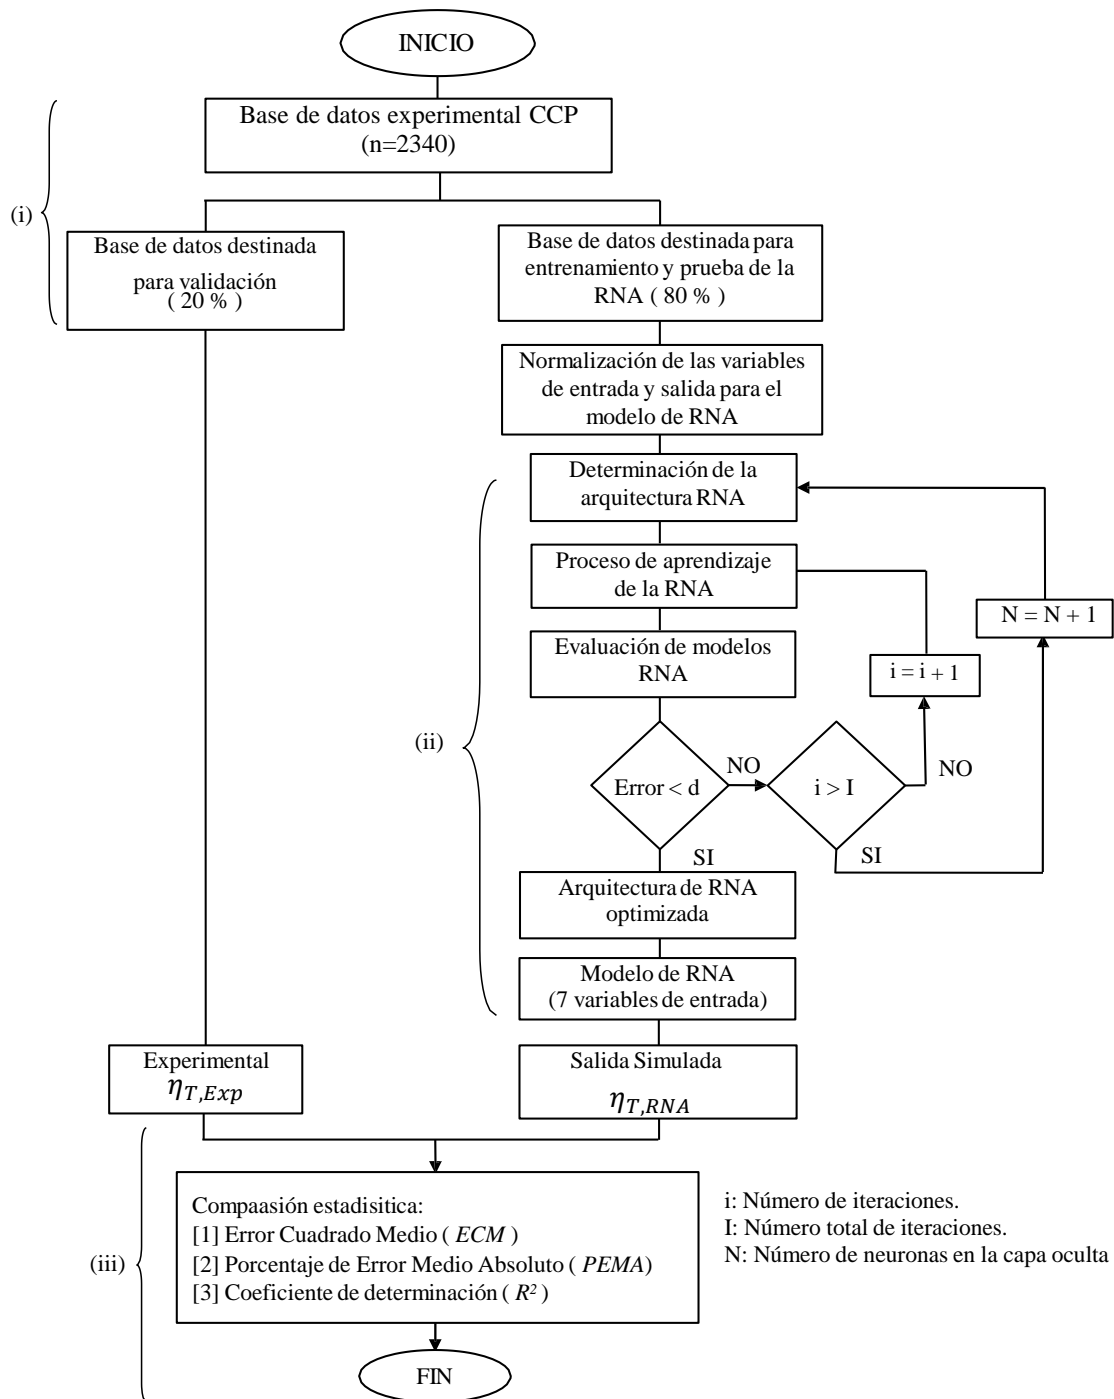 INICIO
Base de datos experimental CCP
(n=2340)
(i)
Base de datos destinada
para validación
( 20 % )
Base de datos destinada para
entrenamiento y prueba de la
RNA ( 80 % )
Normalización de las variables
de entrada y salida para el
modelo de RNA
Determinación de la
arquitectura RNA
Proceso de aprendizaje
de la RNA
N = N + 1
Evaluación de modelos
RNA
i = i + 1
(ii)
Error < d
NO
i > I
NO
SI
SI
Arquitectura de RNA
optimizada
Modelo de RNA
(7 variables de entrada)
Experimental
η_{T,Exp}
Salida Simulada
η_{T,RNA}
(iii)
Compaasión estadisitica:
[1] Error Cuadrado Medio ( ECM )
[2] Porcentaje de Error Medio Absoluto ( PEMA)
[3] Coeficiente de determinación ( R² )
i: Número de iteraciones.
I: Número total de iteraciones.
N: Número de neuronas en la capa oculta
FIN